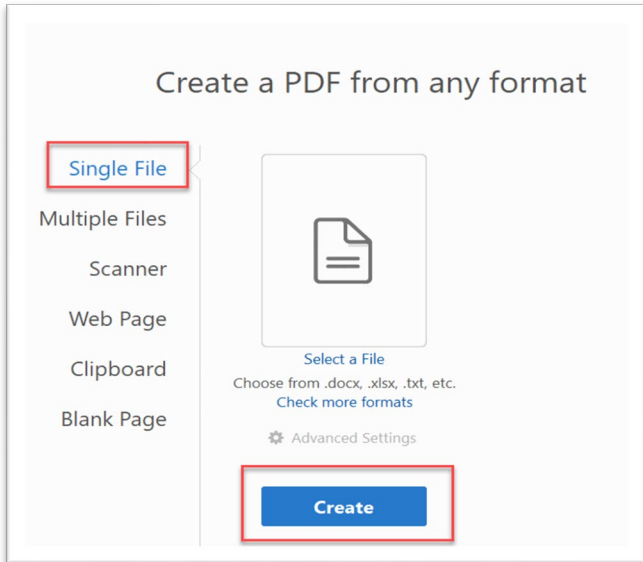 Create a PDF from any format
Single File
Multiple Files
Scanner
Web Page
Clipboard
Blank Page
Select a File
Choose from .docx, .xlsx, .txt, etc.
Check more formats
Advanced Settings
Create